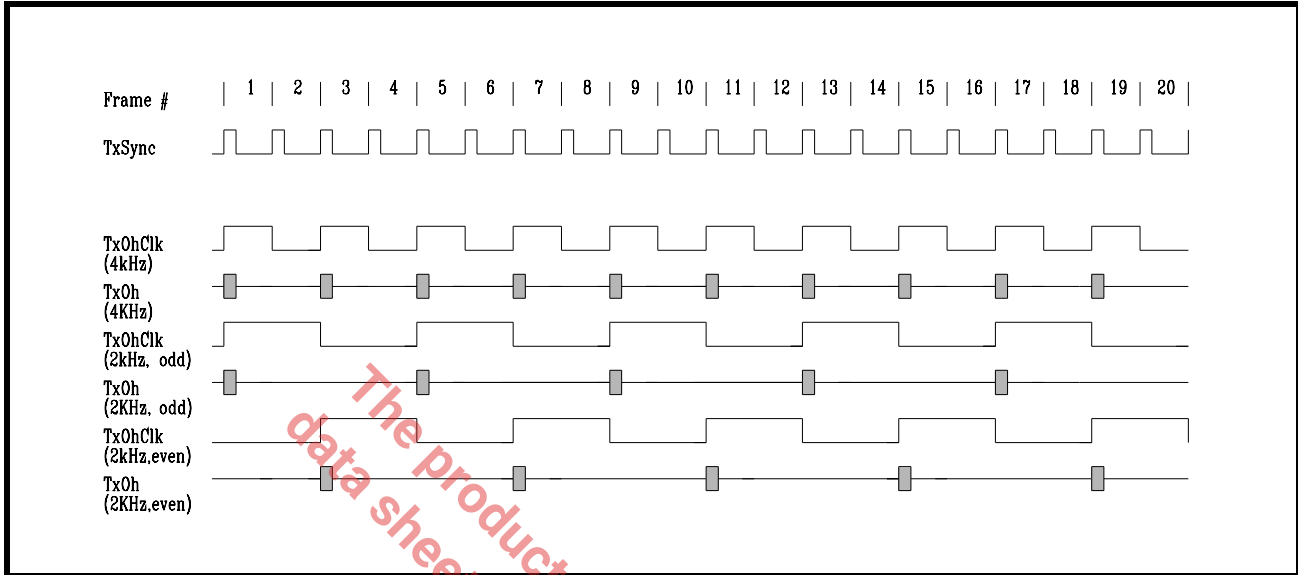 Frame # | 1 | 2 | 3 | 4 | 5 | 6 | 7 | 8 | 9 | 10 | 11 | 12 | 13 | 14 | 15 | 16 | 17 | 18 | 19 | 20 |
TxSync
TxOhClk
(4kHz)
TxOh
(4KHz)
TxOhClk
(2kHz, odd)
TxOh
(2KHz, odd)
TxOhClk
(2kHz,even)
TxOh
(2KHz,even)
The product
data sheet